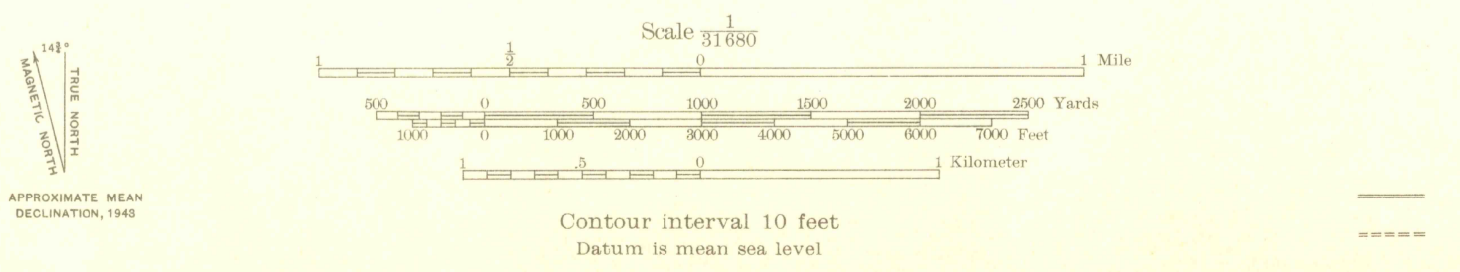 Scale 1/31680
1 1/2 0 1 Mile
500 0 500 1000 1500 2000 2500 Yards
1000 0 1000 2000 3000 4000 5000 6000 7000 Feet
1 .5 0 1 Kilometer
Contour interval 10 feet
Datum is mean sea level
14¾°
TRUE NORTH
MAGNETIC NORTH
APPROXIMATE MEAN
DECLINATION, 1943